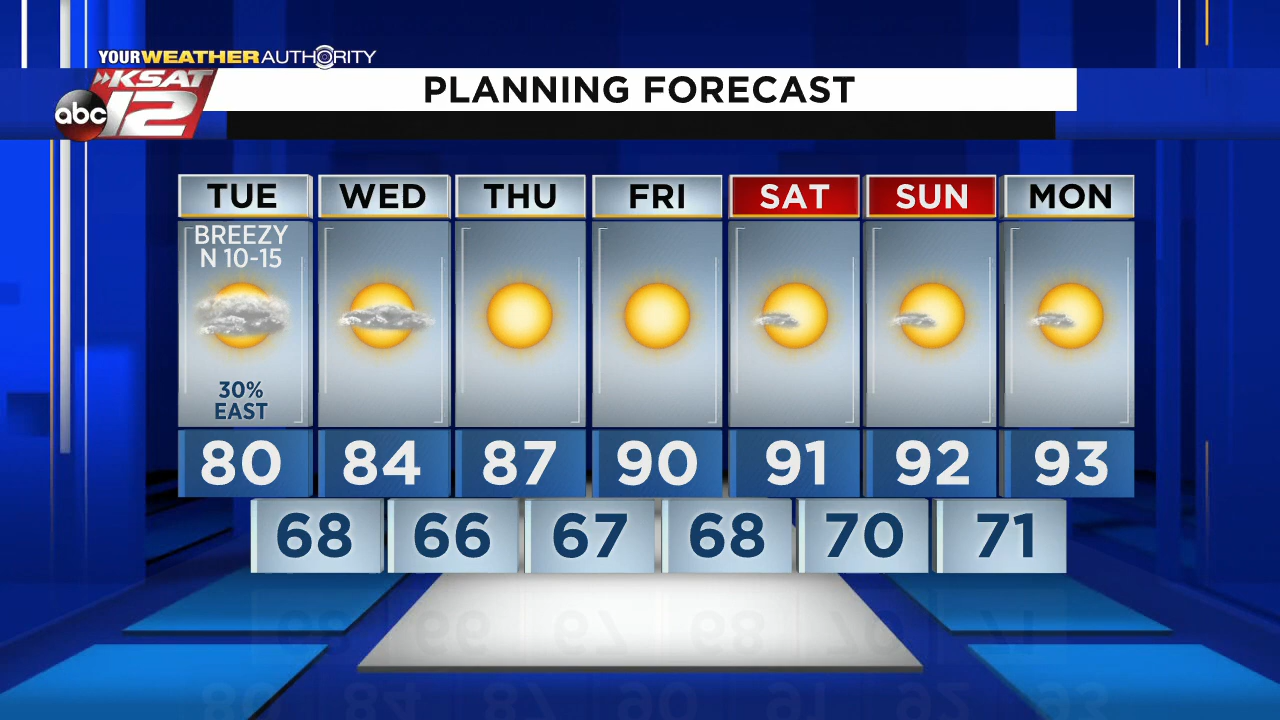 YOURWEATHERAUTHORITY
KSAT
abc 12
PLANNING FORECAST
TUE WED THU FRI SAT SUN MON
BREEZY
N 10-15
30%
EAST
80 84 87 90 91 92 93
68 66 67 68 70 71